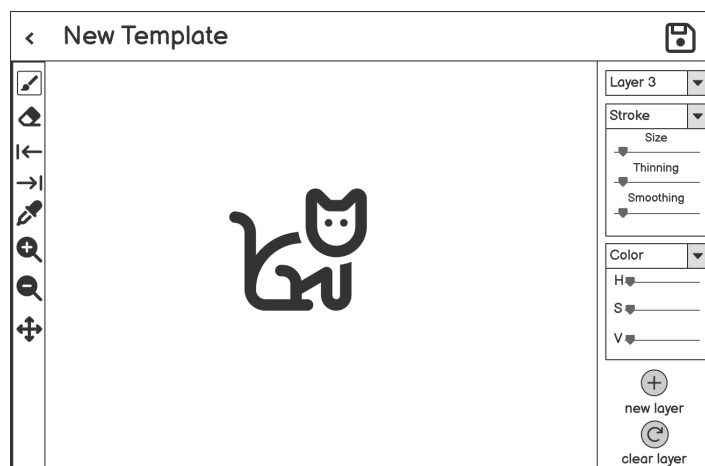 New Template
Layer 3
Stroke
Size
Thinning
Smoothing
Color
H
S
V
new layer
clear layer